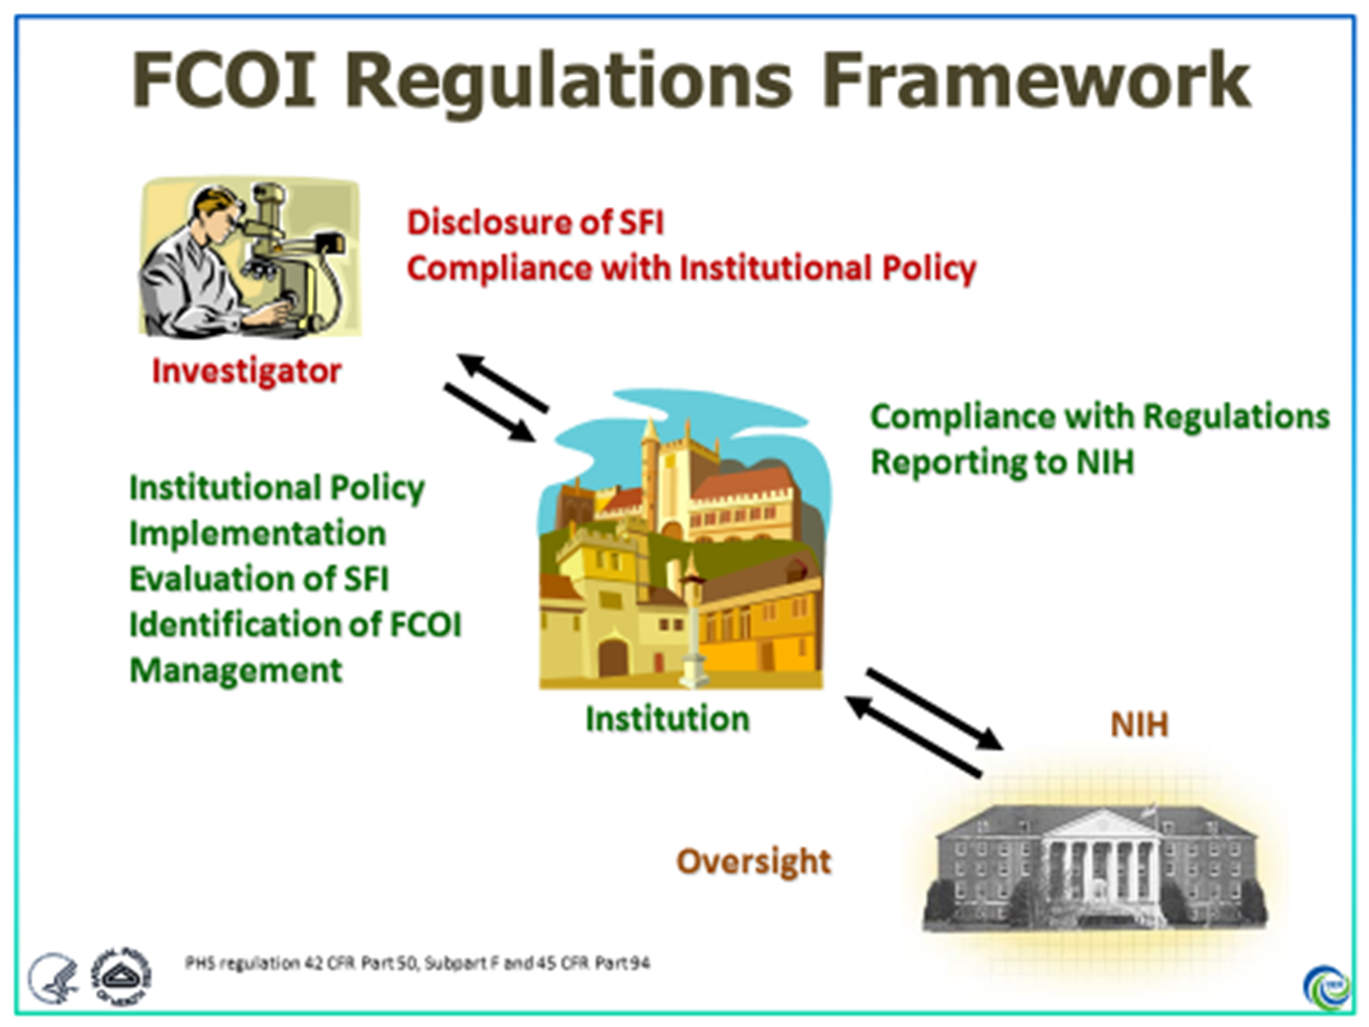 FCOI Regulations Framework
Disclosure of SFI
Compliance with Institutional Policy
Investigator
Compliance with Regulations
Reporting to NIH
Institutional Policy
Implementation
Evaluation of SFI
Identification of FCOI
Management
Institution
NIH
Oversight
PHS regulation 42 CFR Part 50, Subpart F and 45 CFR Part 94